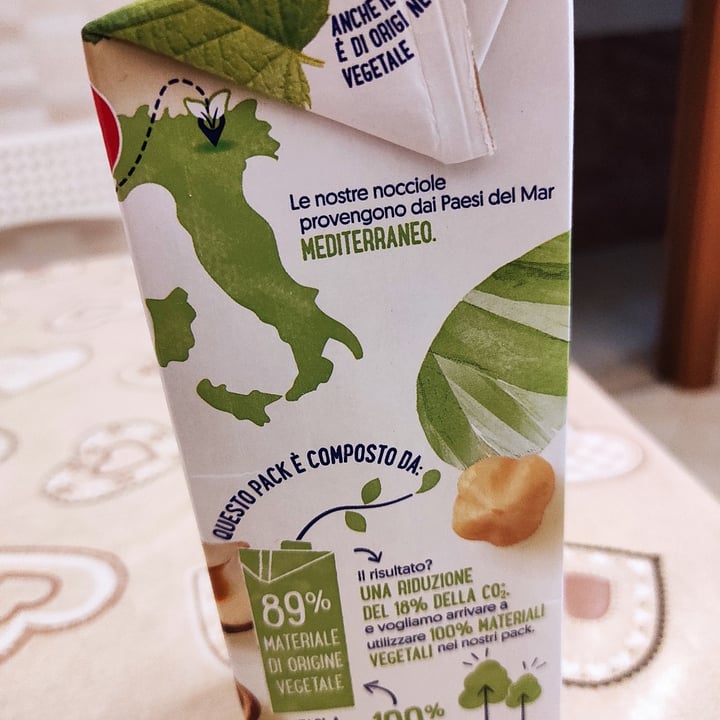 ANCHE
È DI ORIGI
VEGETALE
Le nostre nocciole
provengono dai Paesi del Mar
MEDITERRANEO.
QUESTO PACK È COMPOSTO DA:
89%
MATERIALE
DI ORIGINE
VEGETALE
Il risultato?
UNA RIDUZIONE
DEL 18% DELLA CO₂.
e vogliamo arrivare a
utilizzare 100% MATERIALI
VEGETALI nei nostri pack.
100%